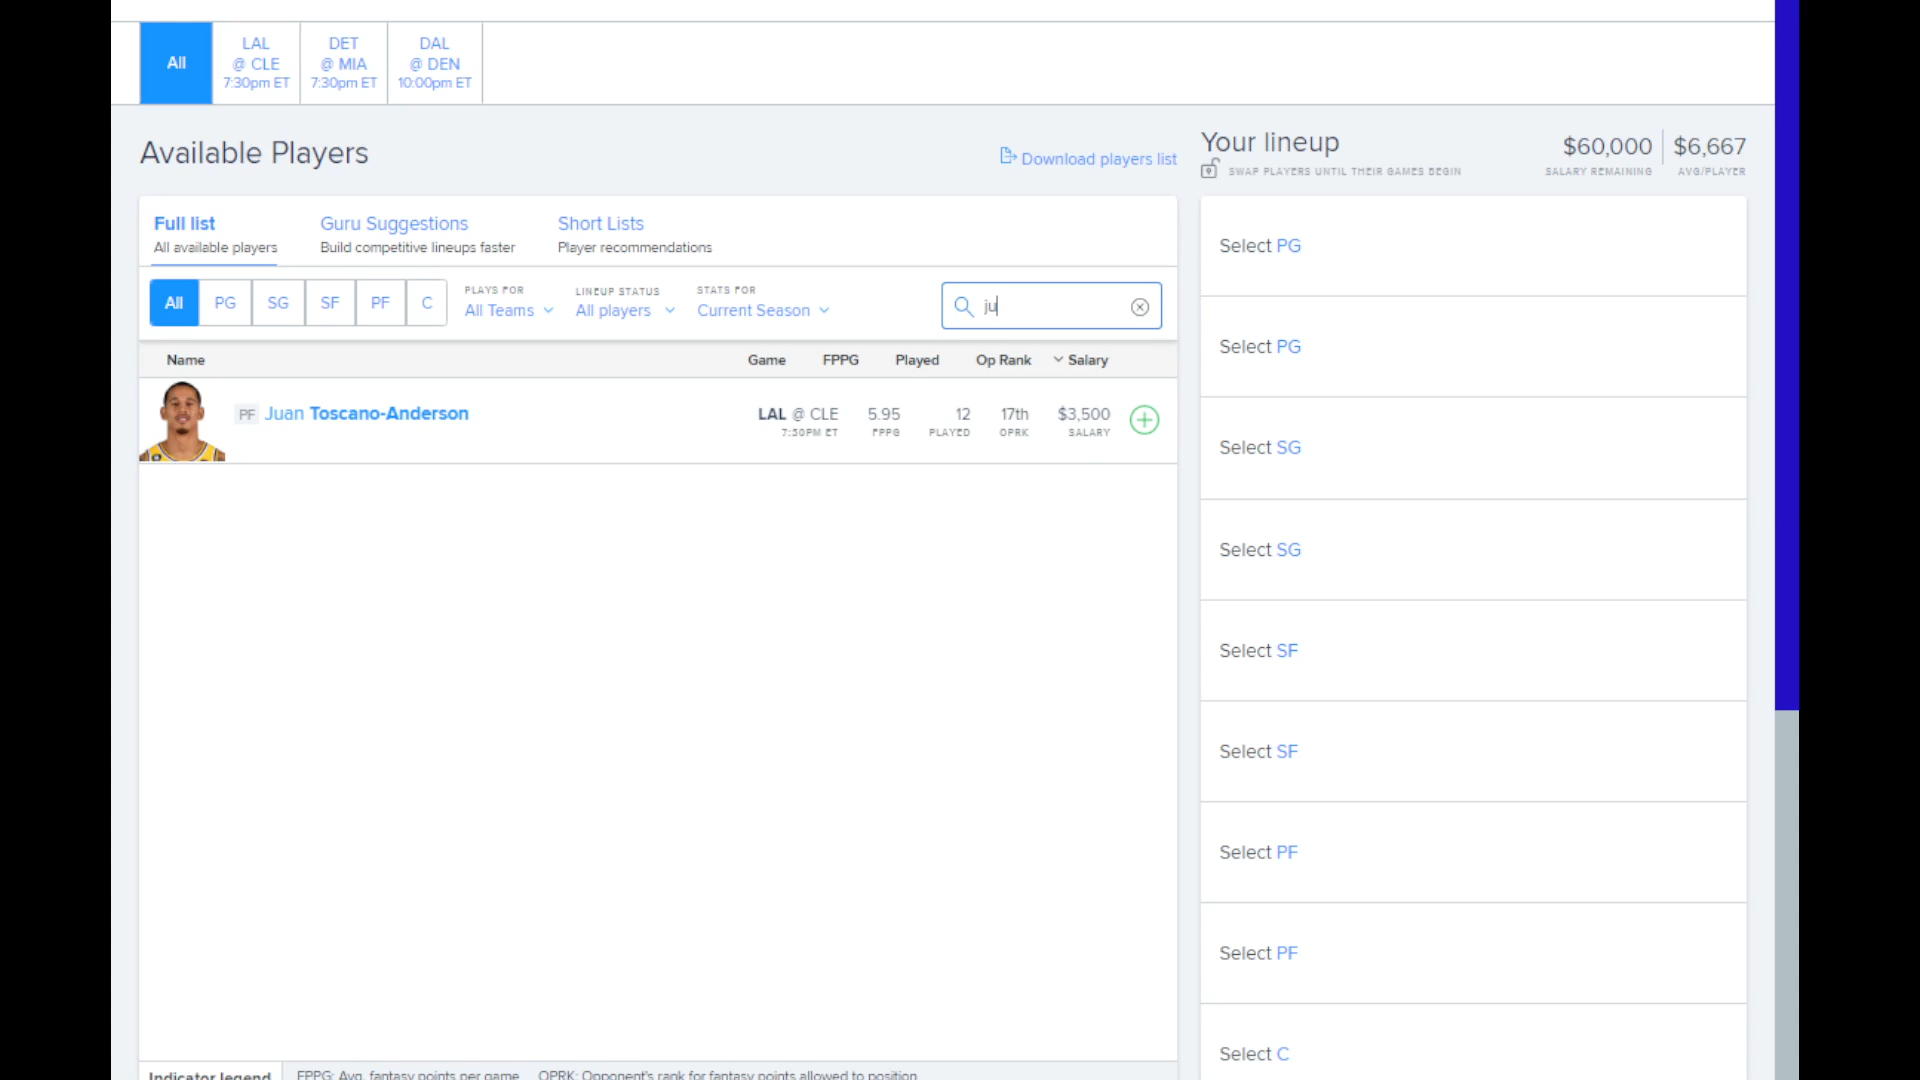 All
LAL
@ CLE
7:30pm ET
DET
@ MIA
7:30pm ET
DAL
@ DEN
10:00pm ET
Available Players
Download players list
Your lineup
SWAP PLAYERS UNTIL THEIR GAMES BEGIN
$60,000
SALARY REMAINING
$6,667
AVG/PLAYER
Full list
All available players
Guru Suggestions
Build competitive lineups faster
Short Lists
Player recommendations
All PG SG SF PF C
PLAYS FOR
All Teams
LINEUP STATUS
All players
STATS FOR
Current Season
ju
Name Game FPPG Played Op Rank Salary
PF Juan Toscano-Anderson
LAL @ CLE 5.95 12 17th $3,500
7:30PM ET FPPG PLAYED OPRK SALARY
Select PG
Select PG
Select SG
Select SG
Select SF
Select SF
Select PF
Select PF
Select C
Indicator legend
FPPG: Avg. fantasy points per game
OPRK: Opponent's rank for fantasy points allowed to position